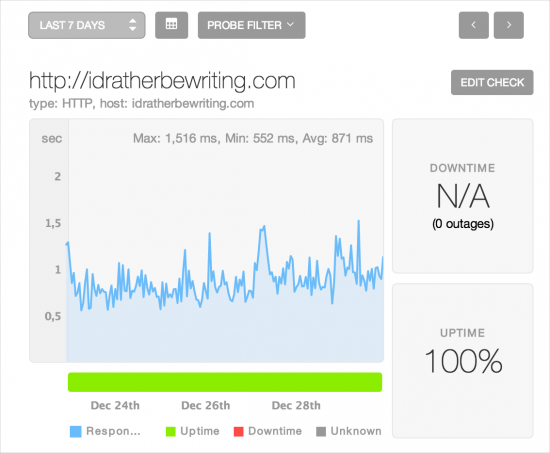 LAST 7 DAYS
PROBE FILTER
http://idratherbewriting.com
EDIT CHECK
type: HTTP, host: idratherbewriting.com
sec
Max: 1,516 ms, Min: 552 ms, Avg: 871 ms
2
1,5
1
0,5
DOWNTIME
N/A
(0 outages)
UPTIME
100%
Dec 24th Dec 26th Dec 28th
Respon... Uptime Downtime Unknown